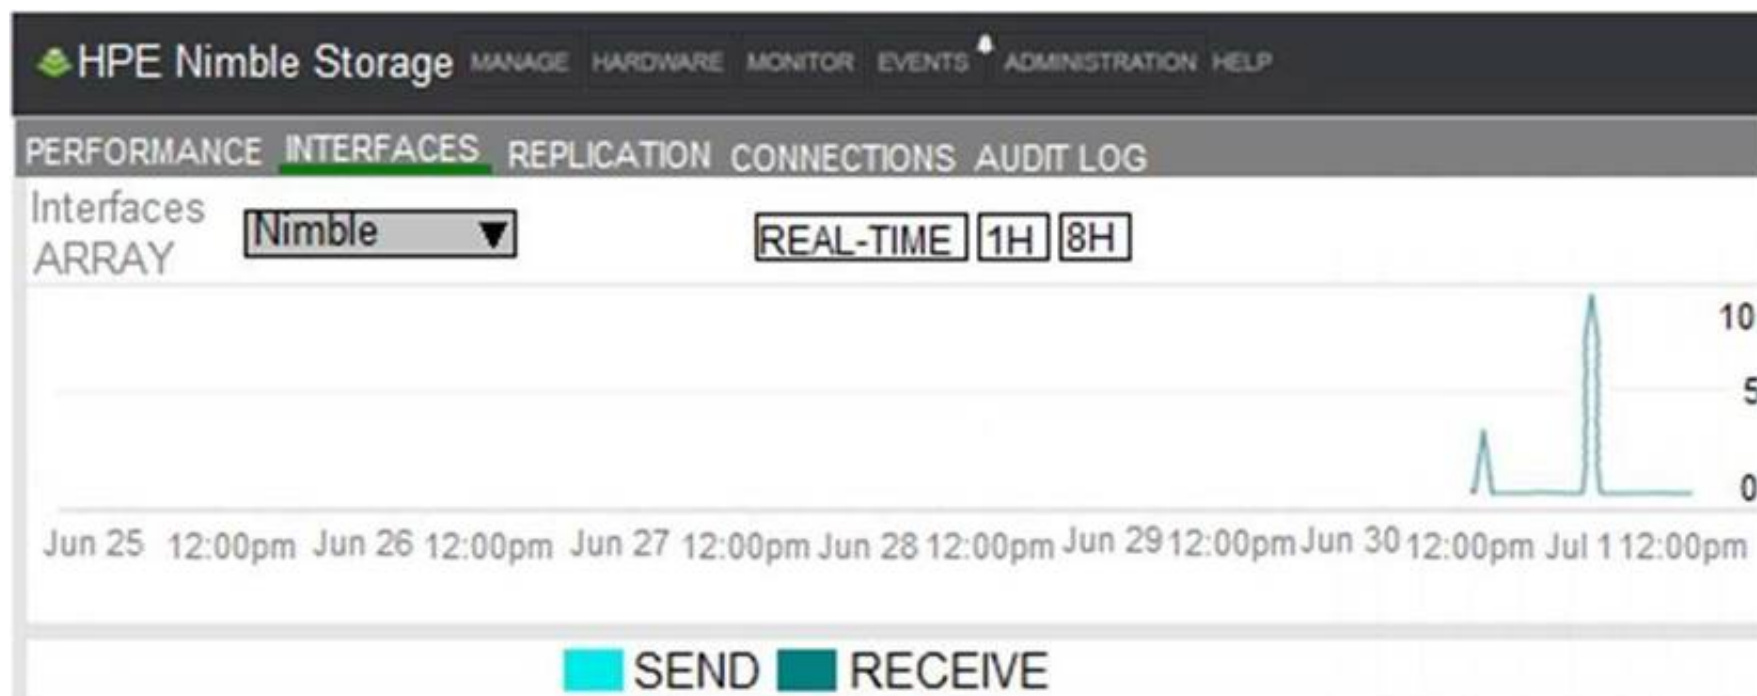 HPE Nimble Storage MANAGE HARDWARE MONITOR EVENTS ADMINISTRATION HELP
PERFORMANCE INTERFACES REPLICATION CONNECTIONS AUDIT LOG
Interfaces
ARRAY Nimble REAL-TIME 1H 8H
10
5
0
Jun 25 12:00pm Jun 26 12:00pm Jun 27 12:00pm Jun 28 12:00pm Jun 29 12:00pm Jun 30 12:00pm Jul 1 12:00pm
SEND RECEIVE